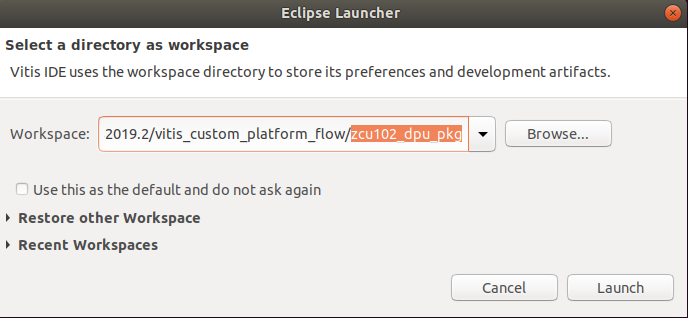 Eclipse Launcher
Select a directory as workspace
Vitis IDE uses the workspace directory to store its preferences and development artifacts.
Workspace: 2019.2/vitis_custom_platform_flow/zcu102_dpu_pkg Browse...
Use this as the default and do not ask again
Restore other Workspace
Recent Workspaces
Cancel Launch